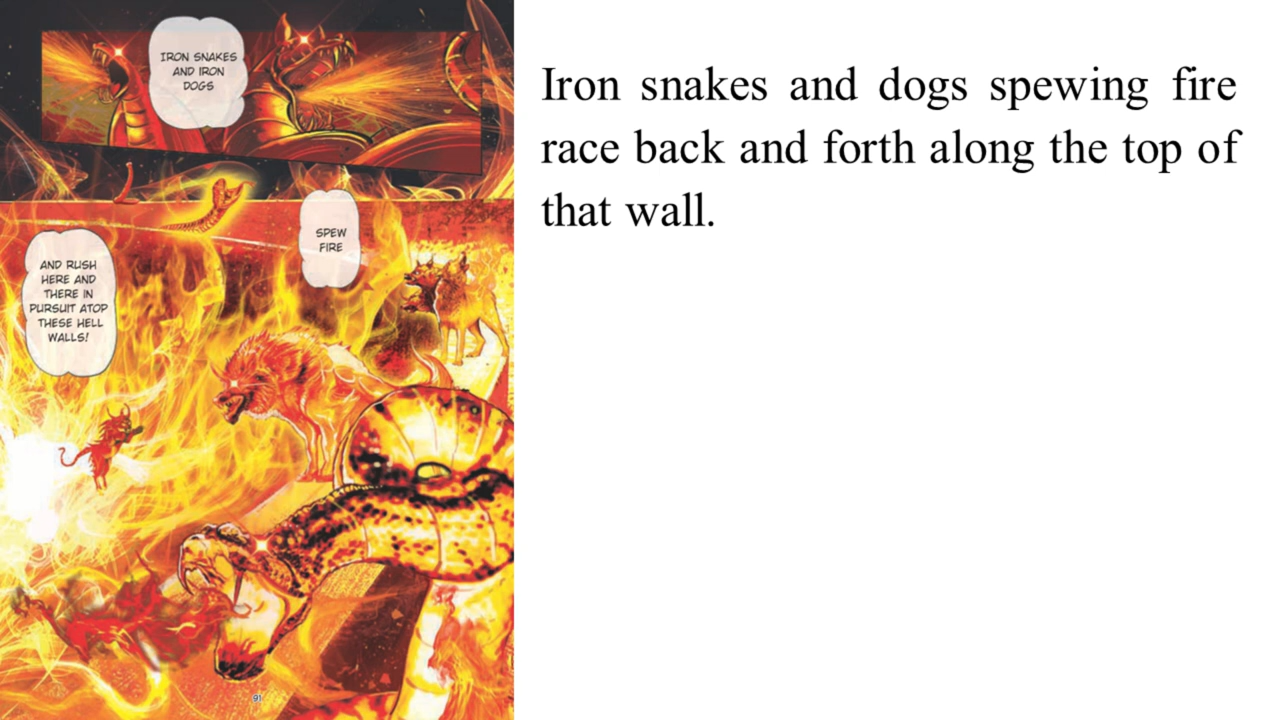 IRON SNAKES
AND IRON
DOGS
SPEW
FIRE
AND RUSH
HERE AND
THERE IN
PURSUIT ATOP
THESE HELL
WALLS!
91
Iron snakes and dogs spewing fire
race back and forth along the top of
that wall.